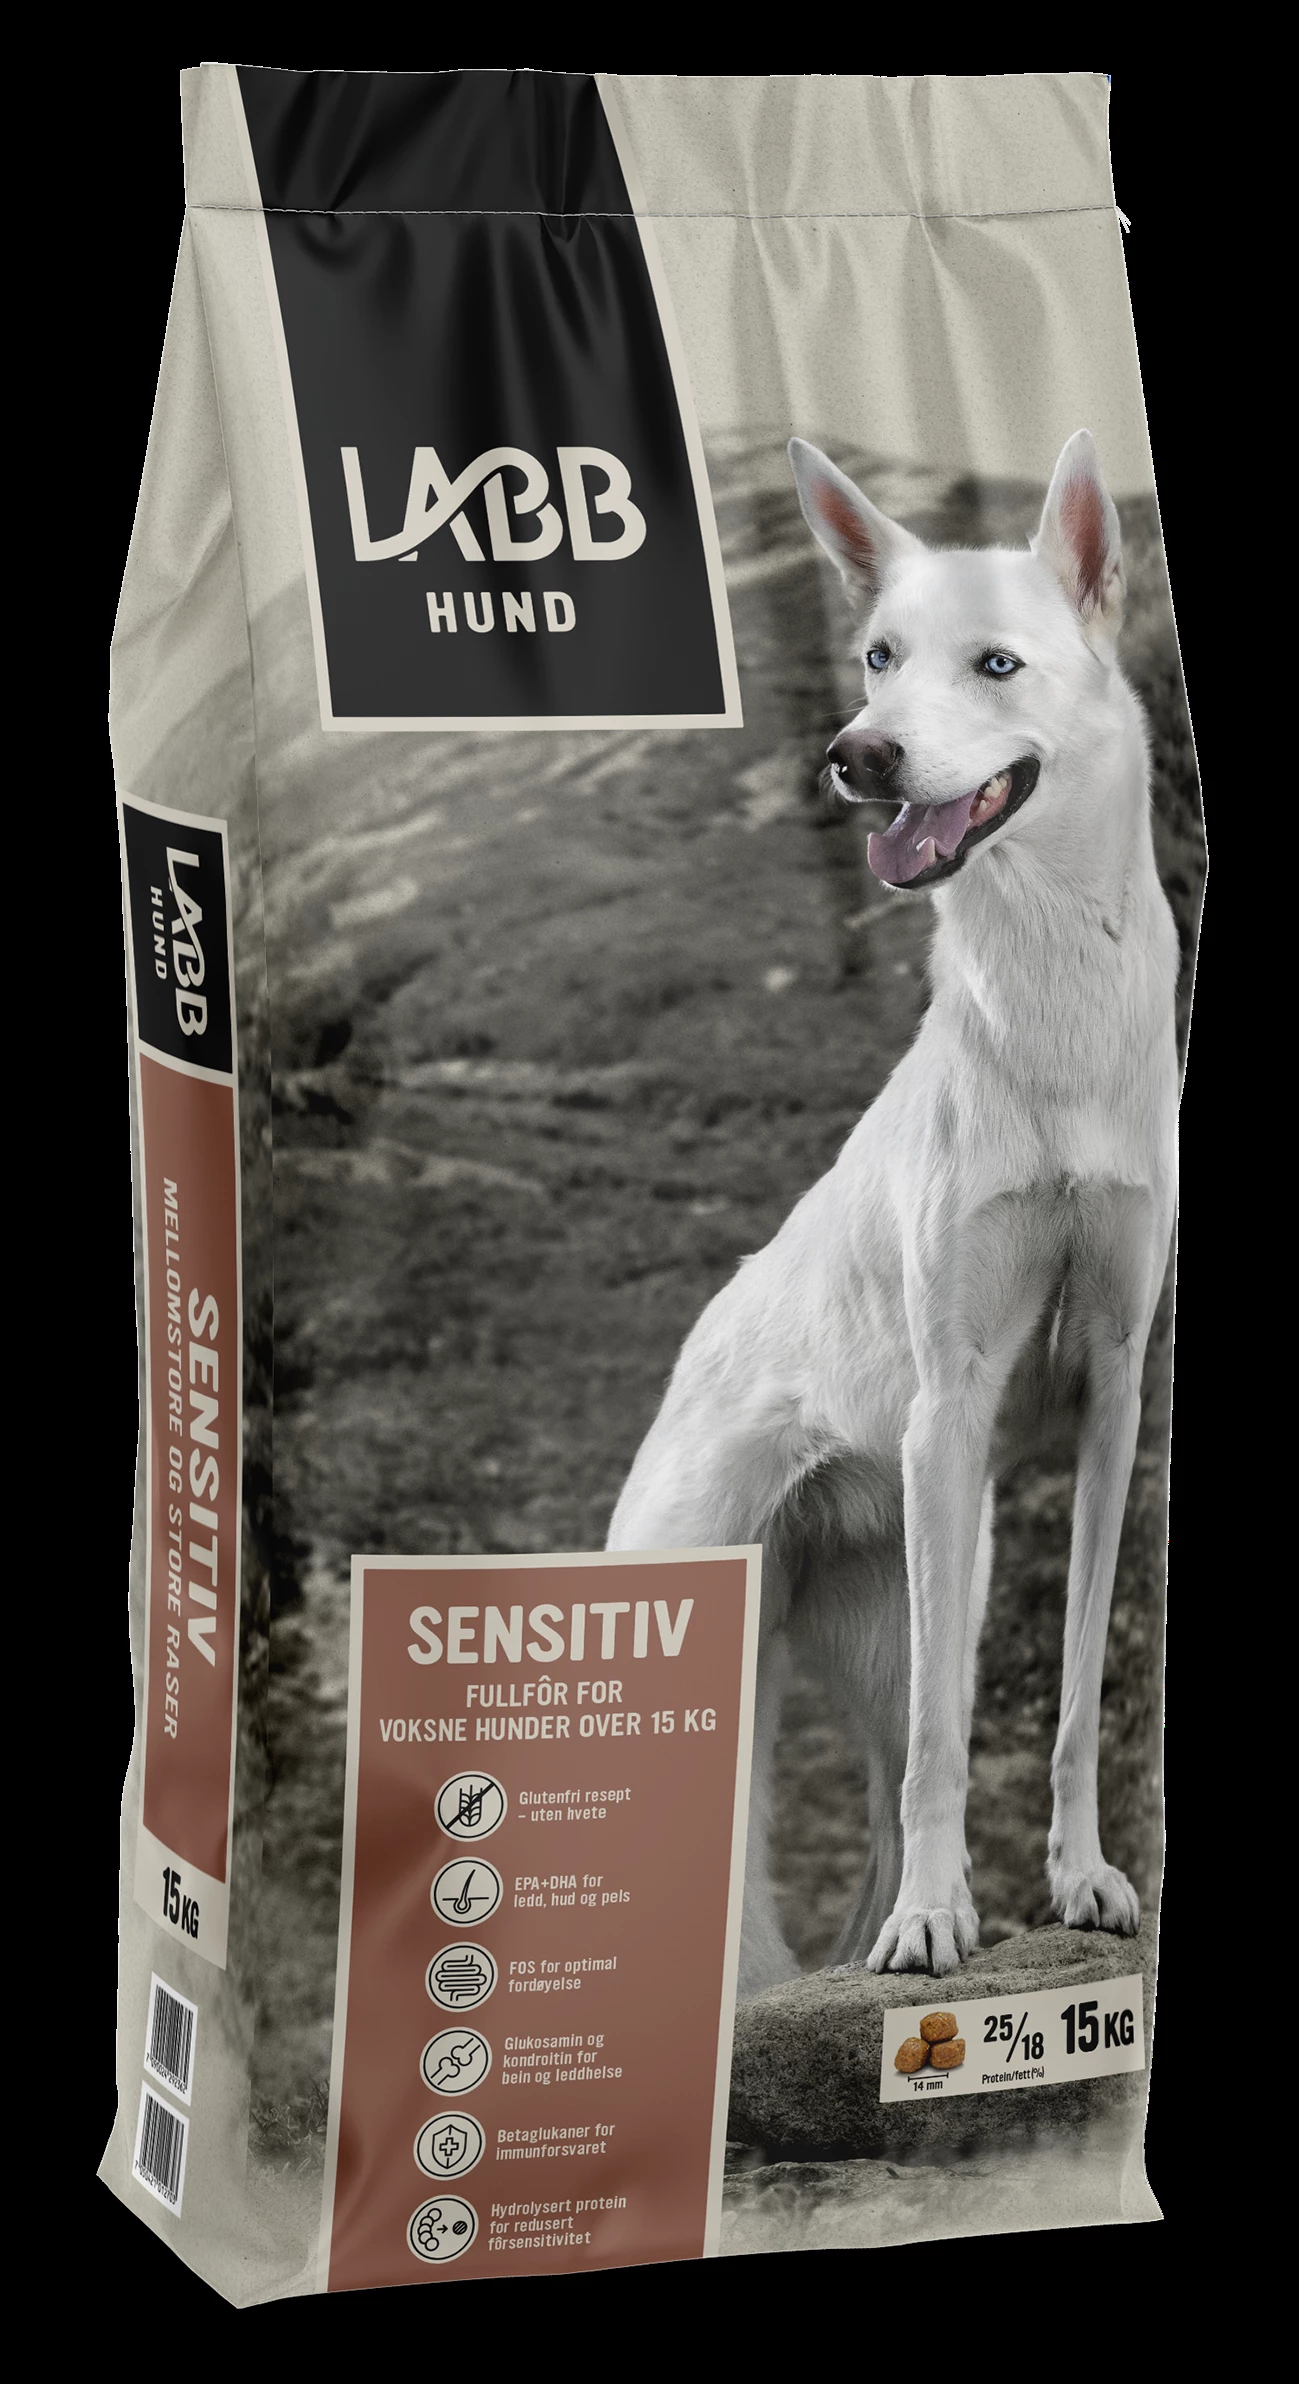 LABB
HUND
LABB
HUND
SENSITIV
MELLOMSTORE OG STORE RASER
15 KG
SENSITIV
FULLFÔR FOR
VOKSNE HUNDER OVER 15 KG
Glutenfri resept
– uten hvete
EPA+DHA for
ledd, hud og pels
FOS for optimal
fordøyelse
Glukosamin og
kondroitin for
bein og leddhelse
Betaglukaner for
immunforsvaret
Hydrolysert protein
for redusert
fôrsensitivitet
14 mm
25/18
Protein/fett (%)
15 KG